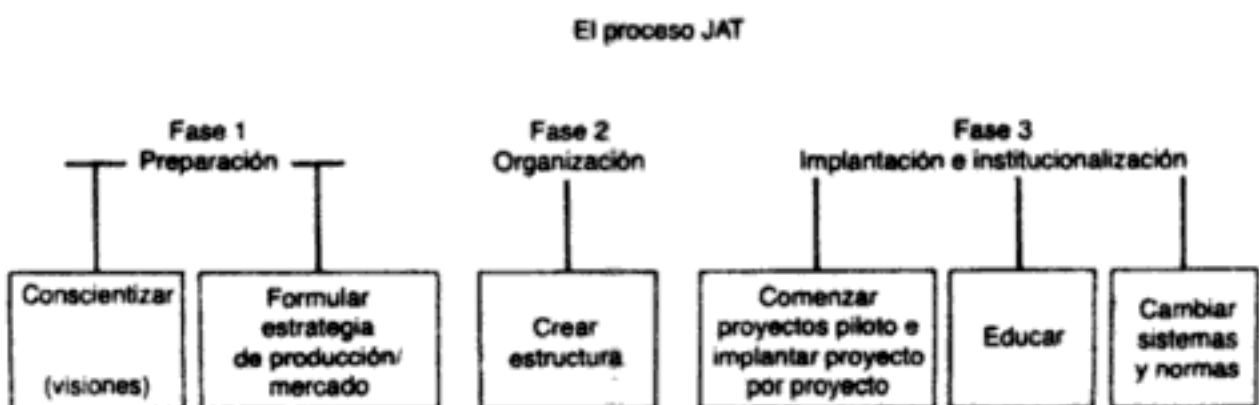 El proceso JAT
Fase 1
Preparación
Fase 2
Organización
Fase 3
Implantación e institucionalización
Conscientizar
(visiones)
Formular
estrategia
de producción/
mercado
Crear
estructura
Comenzar
proyectos piloto e
implantar proyecto
por proyecto
Educar
Cambiar
sistemas
y normas